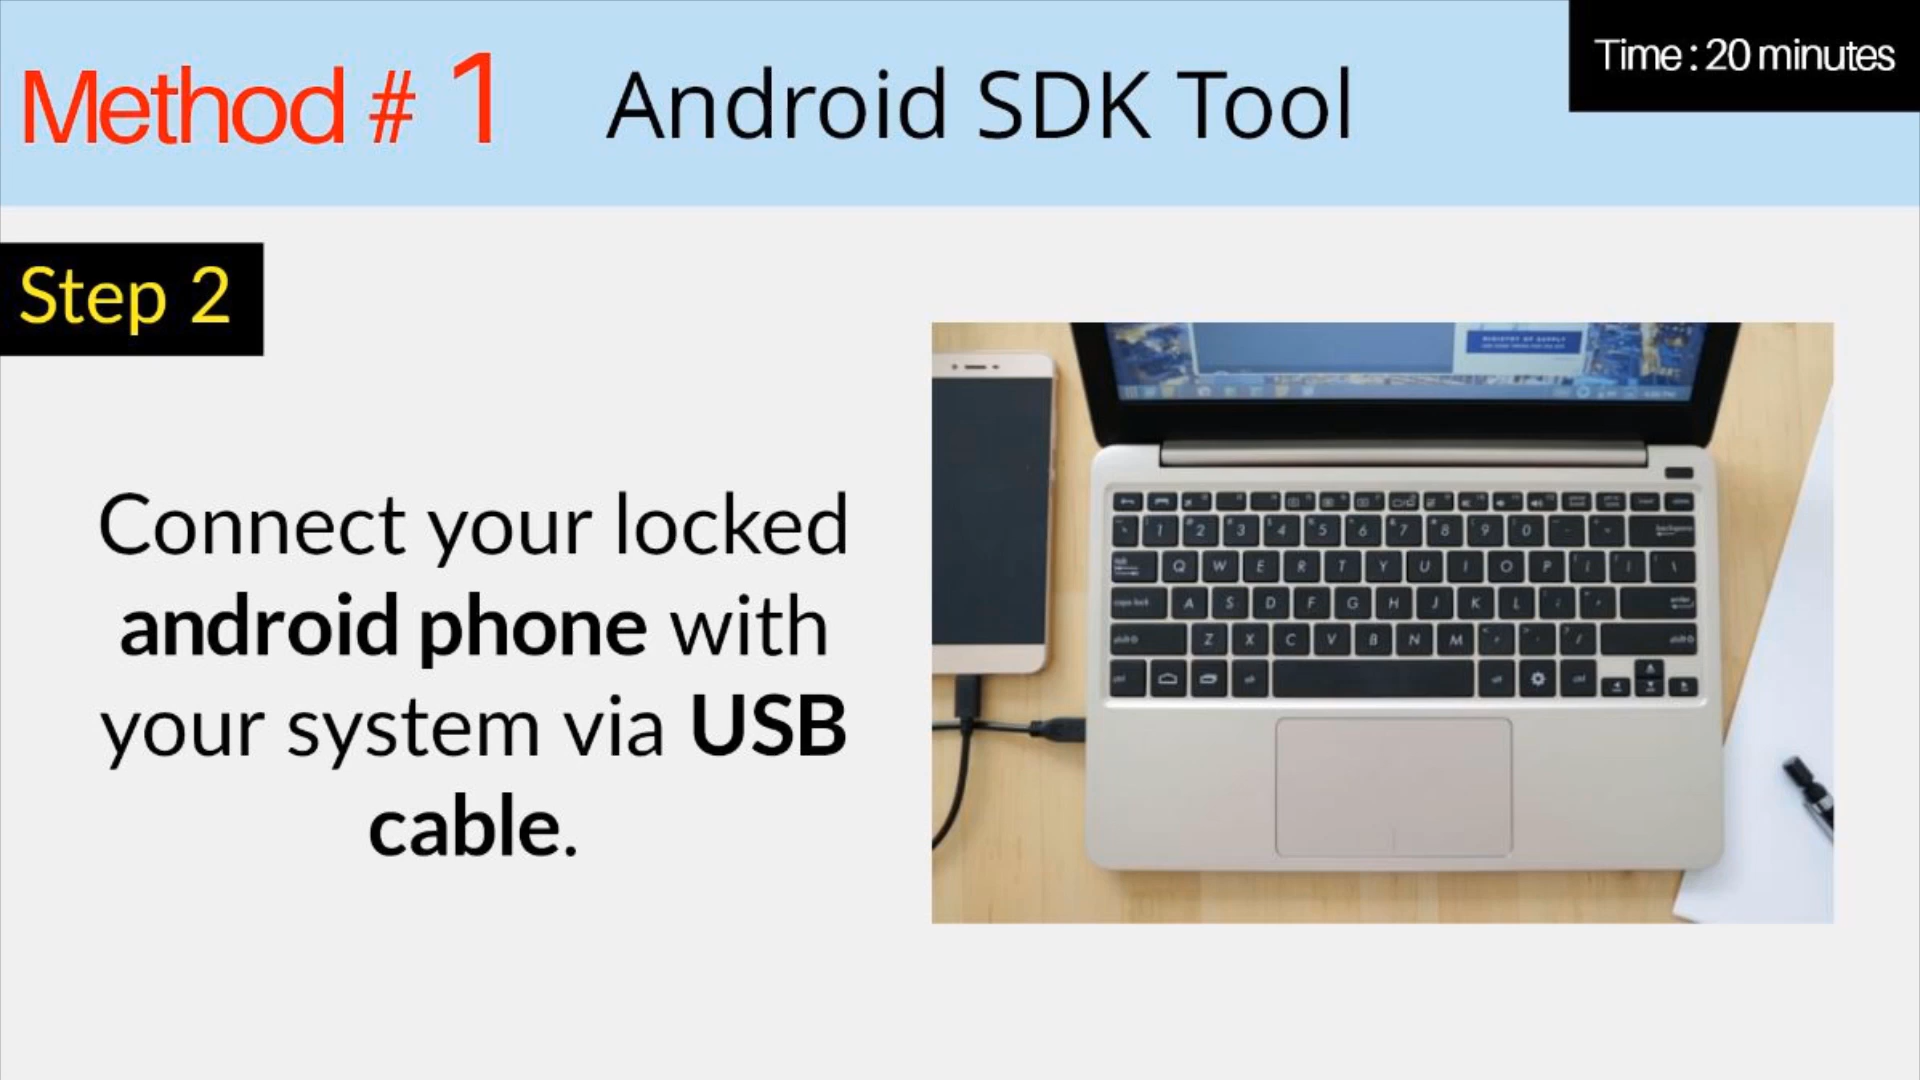 Method # 1 Android SDK Tool
Time : 20 minutes
Step 2
Connect your locked
android phone with
your system via USB
cable.